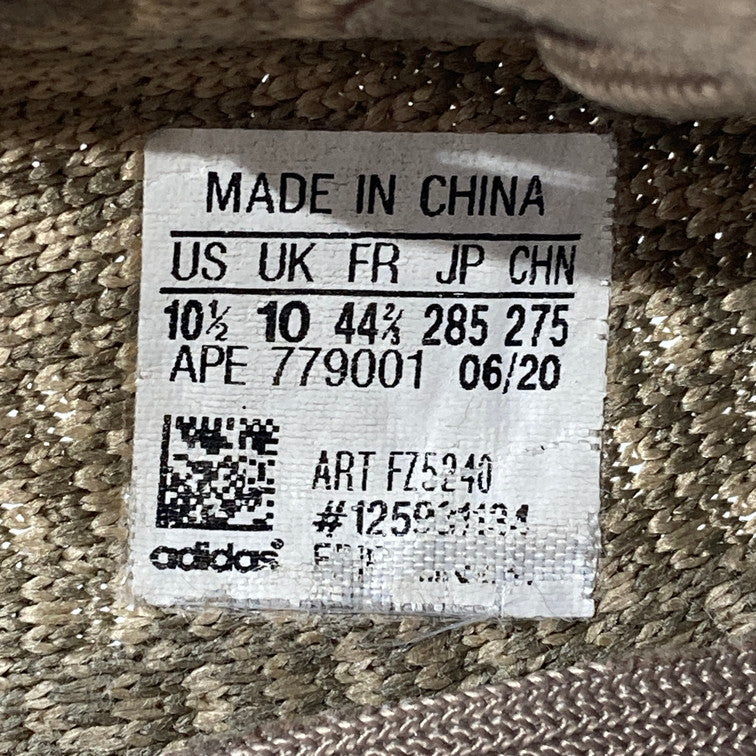 MADE IN CHINA
US UK FR JP CHN
10½ 10 44⅔ 285 275
APE 779001 06/20
ART FZ5240
adidas®